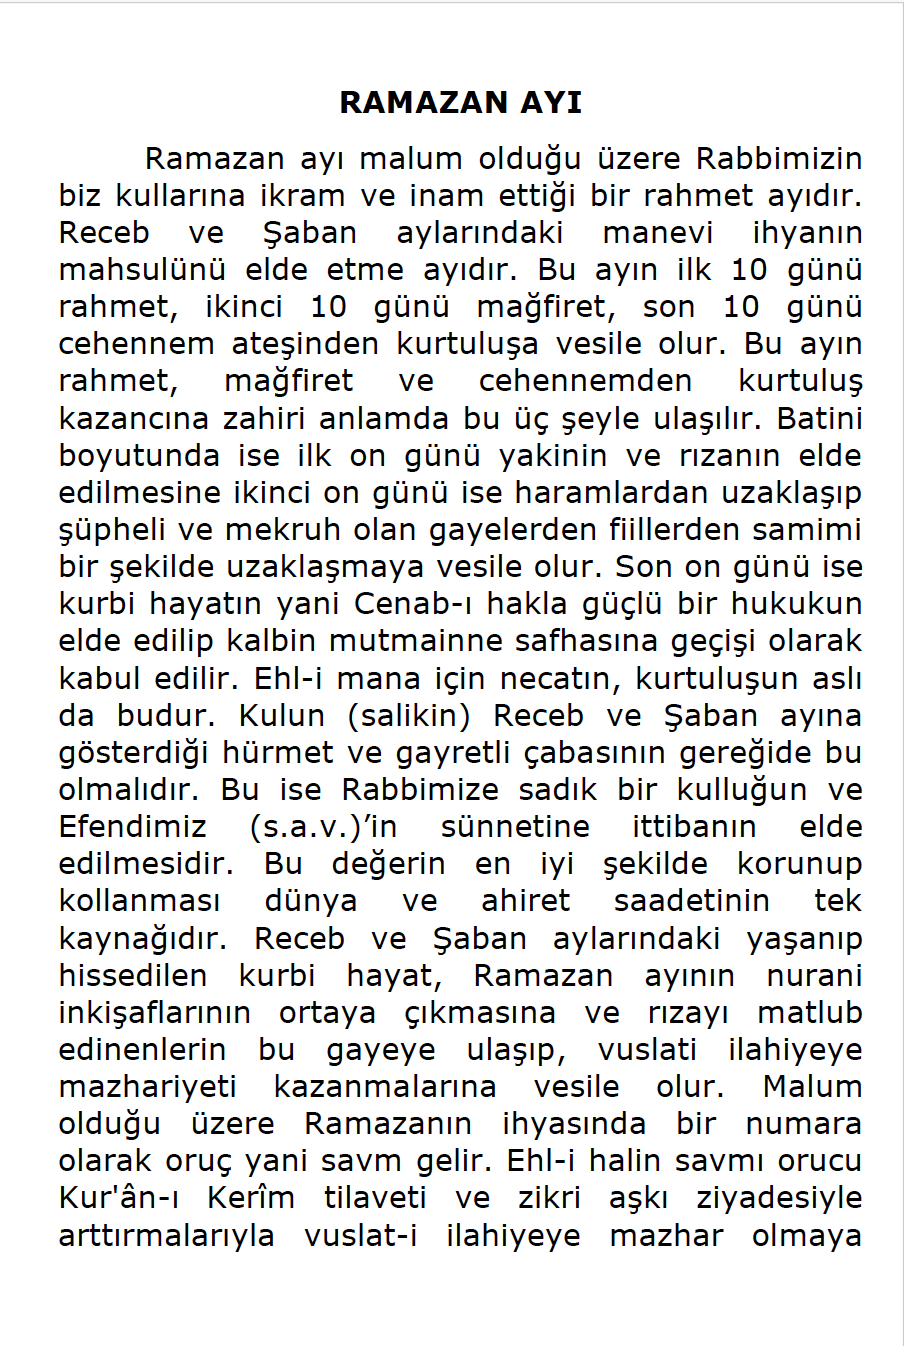 RAMAZAN AYI
Ramazan ayı malum olduğu üzere Rabbimizin
biz kullarına ikram ve inam ettiği bir rahmet ayıdır.
Receb ve Şaban aylarındaki manevi ihyanın
mahsulünü elde etme ayıdır. Bu ayın ilk 10 günü
rahmet, ikinci 10 günü mağfiret, son 10 günü
cehennem ateşinden kurtuluşa vesile olur. Bu ayın
rahmet, mağfiret ve cehennemden kurtuluş
kazancına zahiri anlamda bu üç şeyle ulaşılır. Batini
boyutunda ise ilk on günü yakinin ve rızanın elde
edilmesine ikinci on günü ise haramlardan uzaklaşıp
şüpheli ve mekruh olan gayelerden fiillerden samimi
bir şekilde uzaklaşmaya vesile olur. Son on günü ise
kurbi hayatın yani Cenab-ı hakla güçlü bir hukukun
elde edilip kalbin mutmainne safhasına geçişi olarak
kabul edilir. Ehl-i mana için necatın, kurtuluşun aslı
da budur. Kulun (salikin) Receb ve Şaban ayına
gösterdiği hürmet ve gayretli çabasının gereğide bu
olmalıdır. Bu ise Rabbimize sadık bir kulluğun ve
Efendimiz (s.a.v.)’in sünnetine ittibanın elde
edilmesidir. Bu değerin en iyi şekilde korunup
kollanması dünya ve ahiret saadetinin tek
kaynağıdır. Receb ve Şaban aylarındaki yaşanıp
hissedilen kurbi hayat, Ramazan ayının nurani
inkişaflarının ortaya çıkmasına ve rızayı matlub
edinenlerin bu gayeye ulaşıp, vuslati ilahiyeye
mazhariyeti kazanmalarına vesile olur. Malum
olduğu üzere Ramazanın ihyasında bir numara
olarak oruç yani savm gelir. Ehl-i halin savmı orucu
Kur'ân-ı Kerîm tilaveti ve zikri aşkı ziyadesiyle
arttırmalarıyla vuslat-i ilahiyeye mazhar olmaya